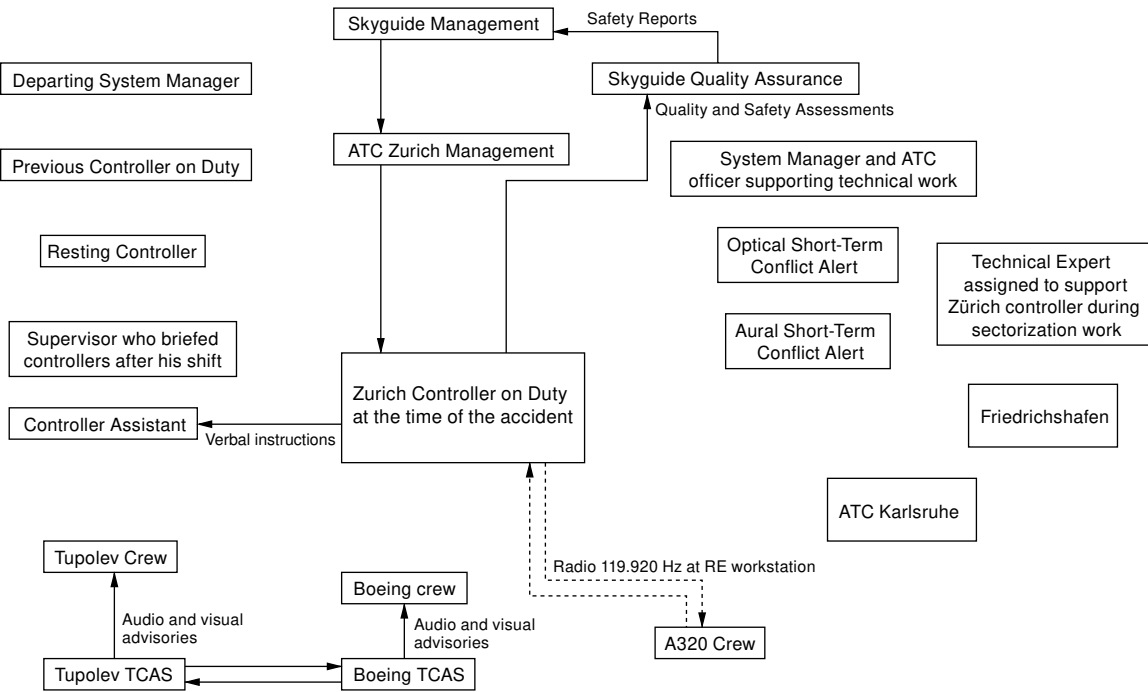 Skyguide Management
Safety Reports
Departing System Manager
Skyguide Quality Assurance
Quality and Safety Assessments
Previous Controller on Duty
ATC Zurich Management
System Manager and ATC
officer supporting technical work
Resting Controller
Optical Short-Term
Conflict Alert
Technical Expert
assigned to support
Zürich controller during
sectorization work
Supervisor who briefed
controllers after his shift
Aural Short-Term
Conflict Alert
Zurich Controller on Duty
at the time of the accident
Controller Assistant
Verbal instructions
Friedrichshafen
ATC Karlsruhe
Tupolev Crew
Boeing crew
Radio 119.920 Hz at RE workstation
Audio and visual
advisories
Audio and visual
advisories
A320 Crew
Tupolev TCAS
Boeing TCAS